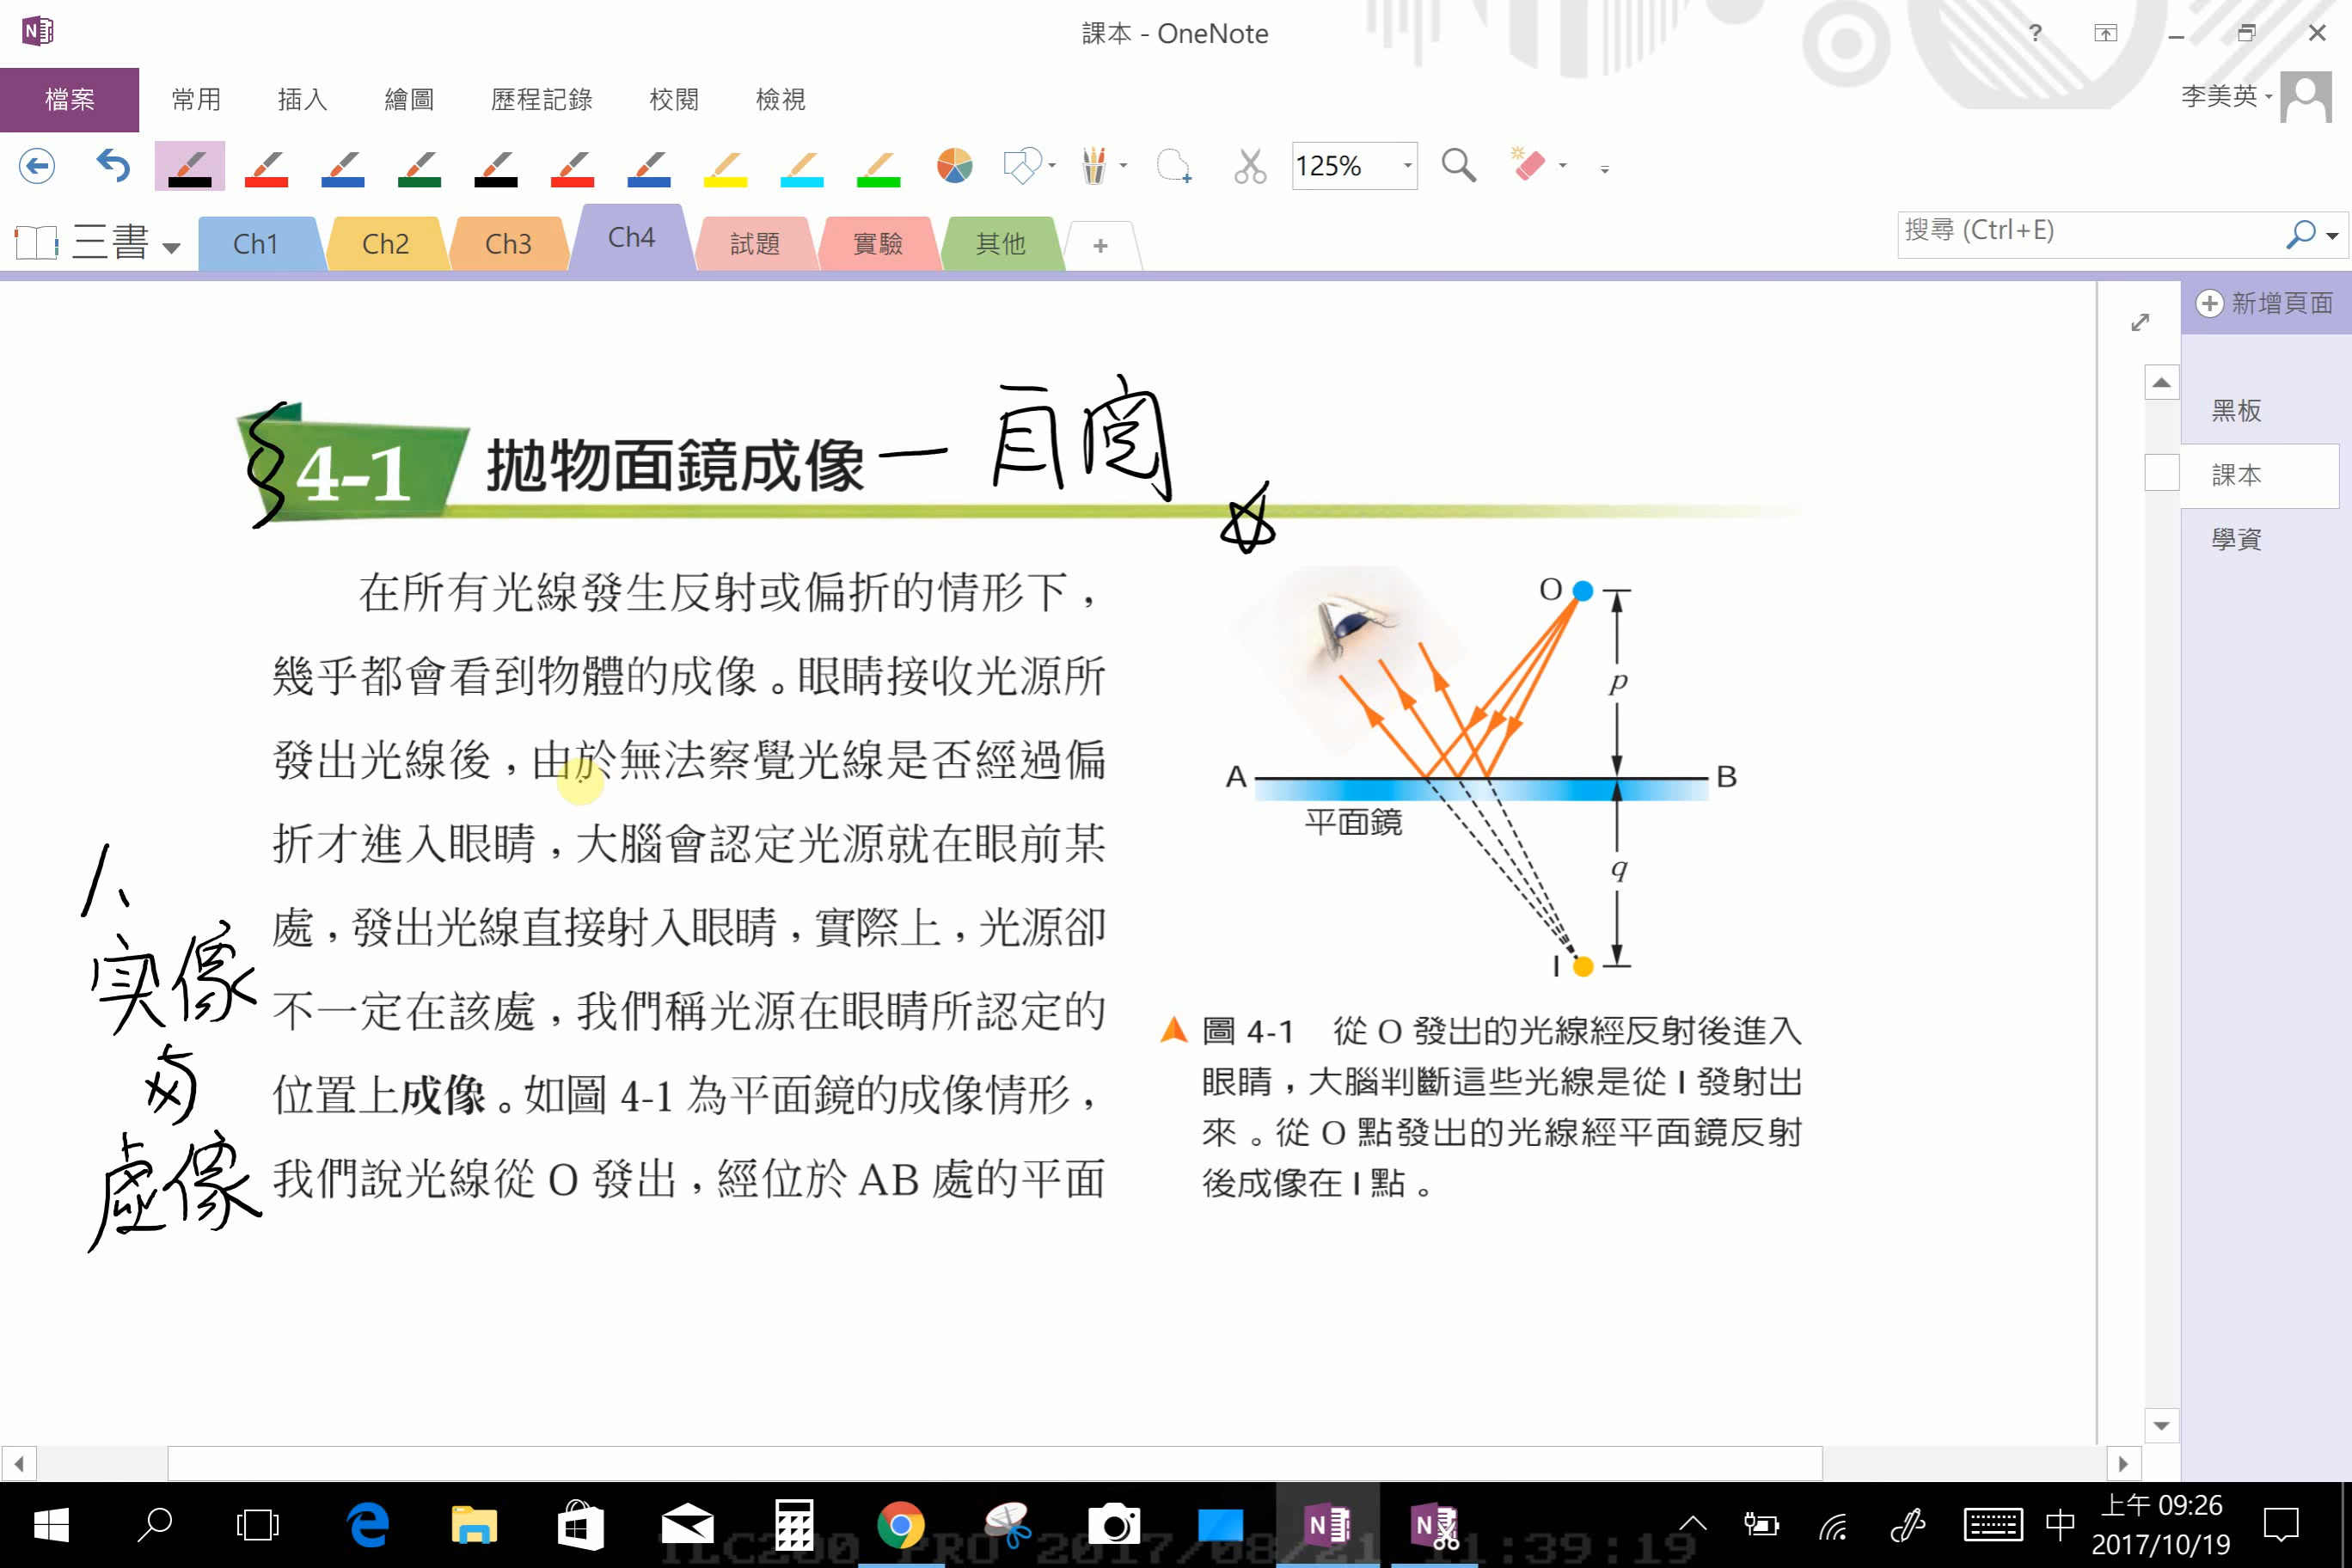 課本 - OneNote
?
檔案 常用 插入 繪圖 歷程記錄 校閱 檢視
李美英
125%
三書 Ch1 Ch2 Ch3 Ch4 試題 實驗 其他 +
搜尋 (Ctrl+E)
新增頁面
黑板
課本
學資
§ 4-1 拋物面鏡成像 — 自閱
在所有光線發生反射或偏折的情形下，
幾乎都會看到物體的成像。眼睛接收光源所
發出光線後，由於無法察覺光線是否經過偏
折才進入眼睛，大腦會認定光源就在眼前某
處，發出光線直接射入眼睛，實際上，光源卻
不一定在該處，我們稱光源在眼睛所認定的
位置上成像。如圖 4-1 為平面鏡的成像情形，
我們說光線從 O 發出，經位於 AB 處的平面
1、
实像
与
虛像
O
p
A
B
平面鏡
q
I
圖 4-1 從 O 發出的光線經反射後進入
眼睛，大腦判斷這些光線是從 I 發射出
來。從 O 點發出的光線經平面鏡反射
後成像在 I 點。
中
上午 09:26
2017/10/19
ILC200 PRO 2017/08/21 11:39:19